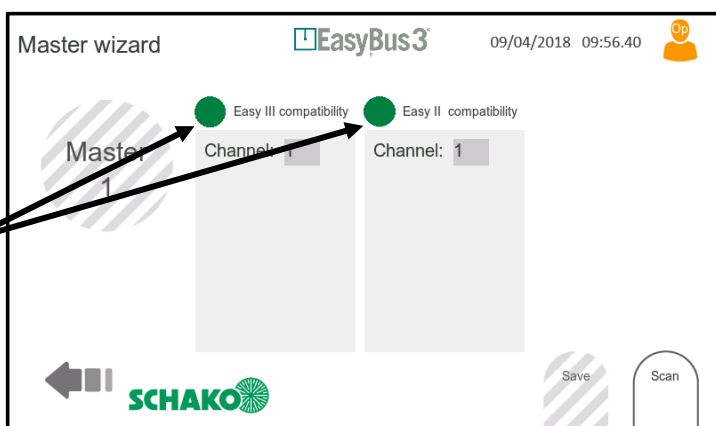 Master wizard
EasyBus3
09/04/2018 09:56.40
Op
Easy III compatibility
Easy II compatibility
Master
1
Channel: 1
Channel: 1
SCHAKO
Save
Scan